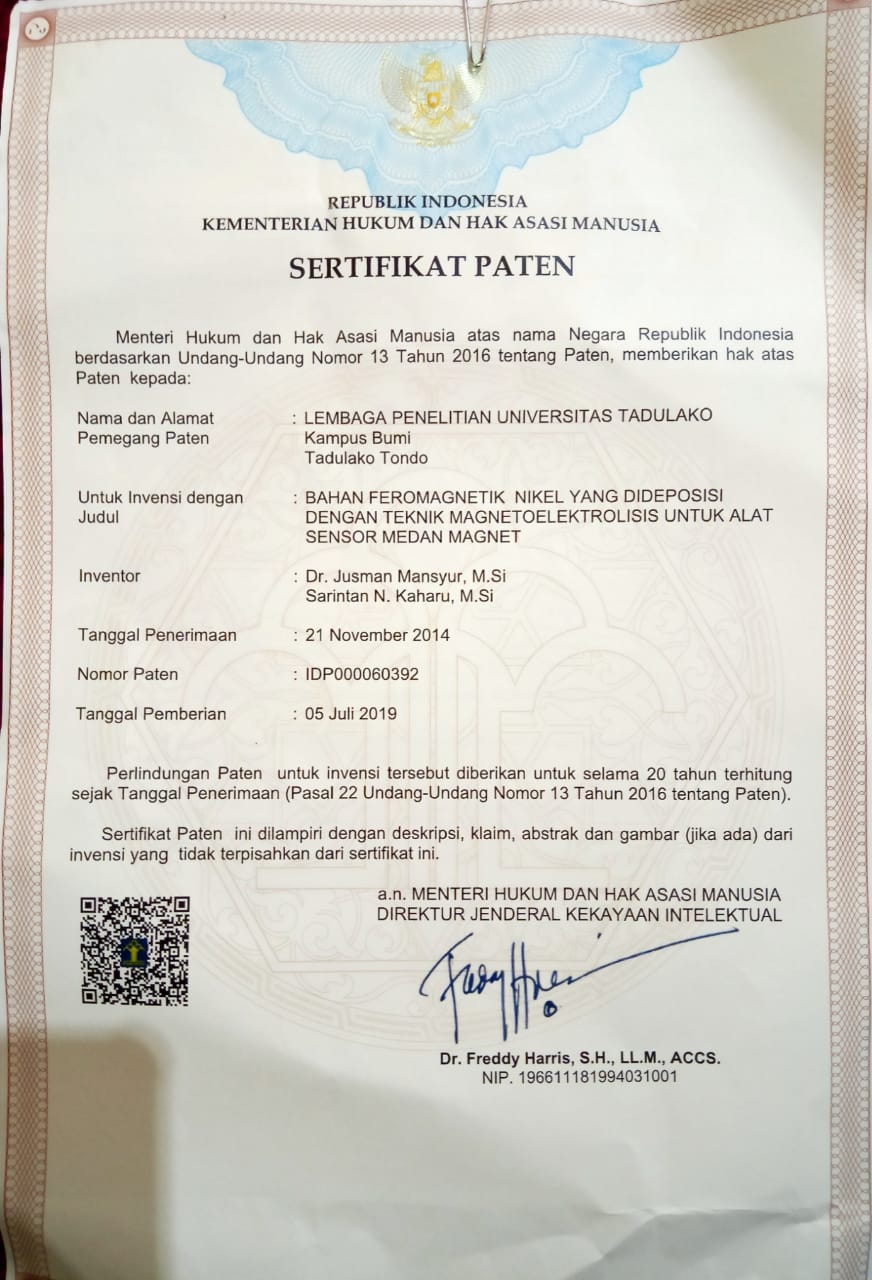 REPUBLIK INDONESIA
KEMENTERIAN HUKUM DAN HAK ASASI MANUSIA
SERTIFIKAT PATEN
Menteri Hukum dan Hak Asasi Manusia atas nama Negara Republik Indonesia
berdasarkan Undang-Undang Nomor 13 Tahun 2016 tentang Paten, memberikan hak atas
Paten kepada:
Nama dan Alamat : LEMBAGA PENELITIAN UNIVERSITAS TADULAKO
Pemegang Paten Kampus Bumi
Tadulako Tondo
Untuk Invensi dengan : BAHAN FEROMAGNETIK NIKEL YANG DIDEPOSISI
Judul DENGAN TEKNIK MAGNETOELEKTROLISIS UNTUK ALAT
SENSOR MEDAN MAGNET
Inventor : Dr. Jusman Mansyur, M.Si
Sarintan N. Kaharu, M.Si
Tanggal Penerimaan : 21 November 2014
Nomor Paten : IDP000060392
Tanggal Pemberian : 05 Juli 2019
Perlindungan Paten untuk invensi tersebut diberikan untuk selama 20 tahun terhitung
sejak Tanggal Penerimaan (Pasal 22 Undang-Undang Nomor 13 Tahun 2016 tentang Paten).
Sertifikat Paten ini dilampiri dengan deskripsi, klaim, abstrak dan gambar (jika ada) dari
invensi yang tidak terpisahkan dari sertifikat ini.
a.n. MENTERI HUKUM DAN HAK ASASI MANUSIA
DIREKTUR JENDERAL KEKAYAAN INTELEKTUAL
Dr. Freddy Harris, S.H., LL.M., ACCS.
NIP. 196611181994031001